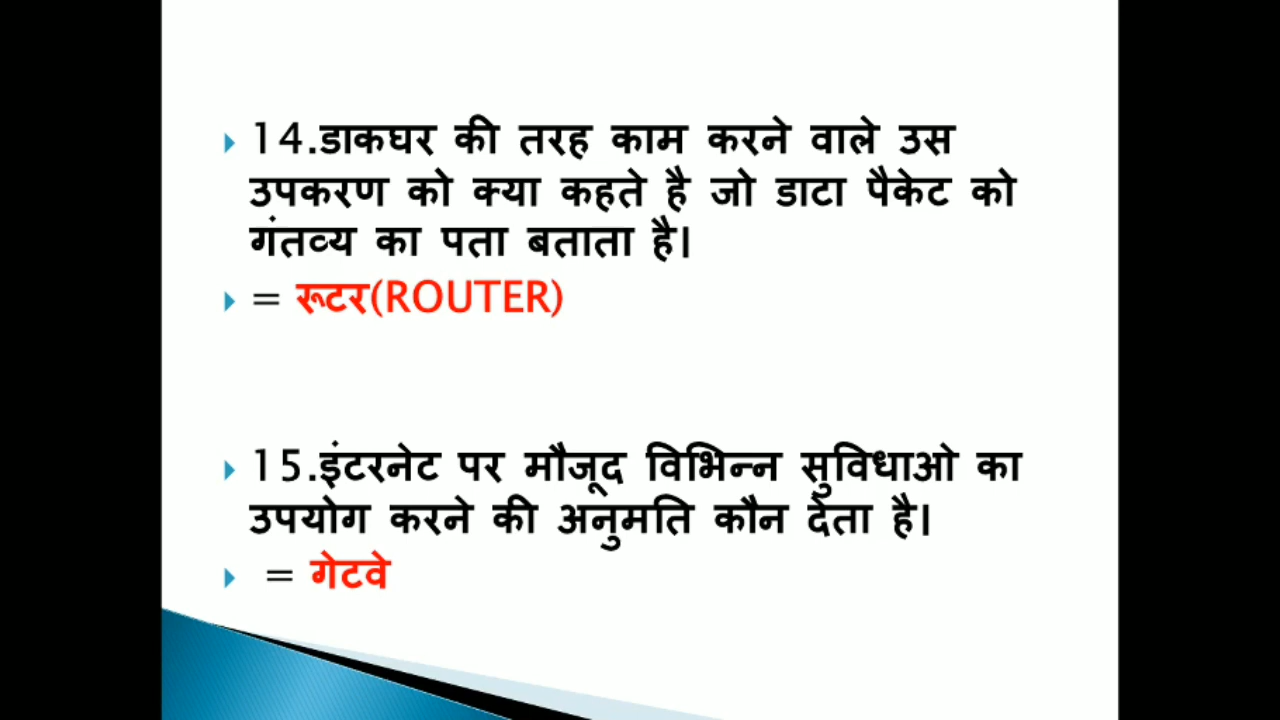 14.डाकघर की तरह काम करने वाले उस
उपकरण को क्या कहते है जो डाटा पैकेट को
गंतव्य का पता बताता है।
= रूटर(ROUTER)
15.इंटरनेट पर मौजूद विभिन्न सुविधाओ का
उपयोग करने की अनुमति कौन देता है।
= गेटवे